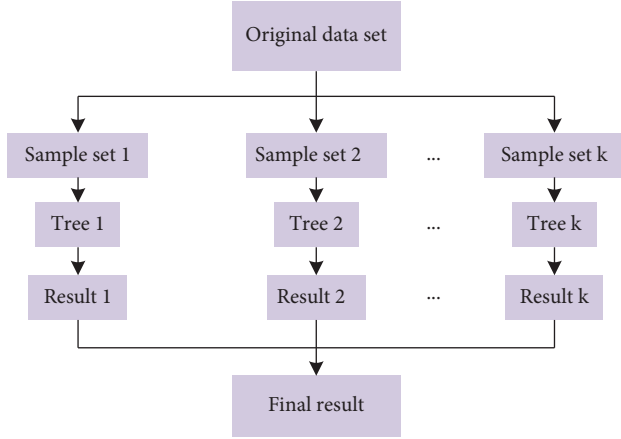 Original data set
Sample set 1
Sample set 2
...
Sample set k
Tree 1
Tree 2
...
Tree k
Result 1
Result 2
...
Result k
Final result